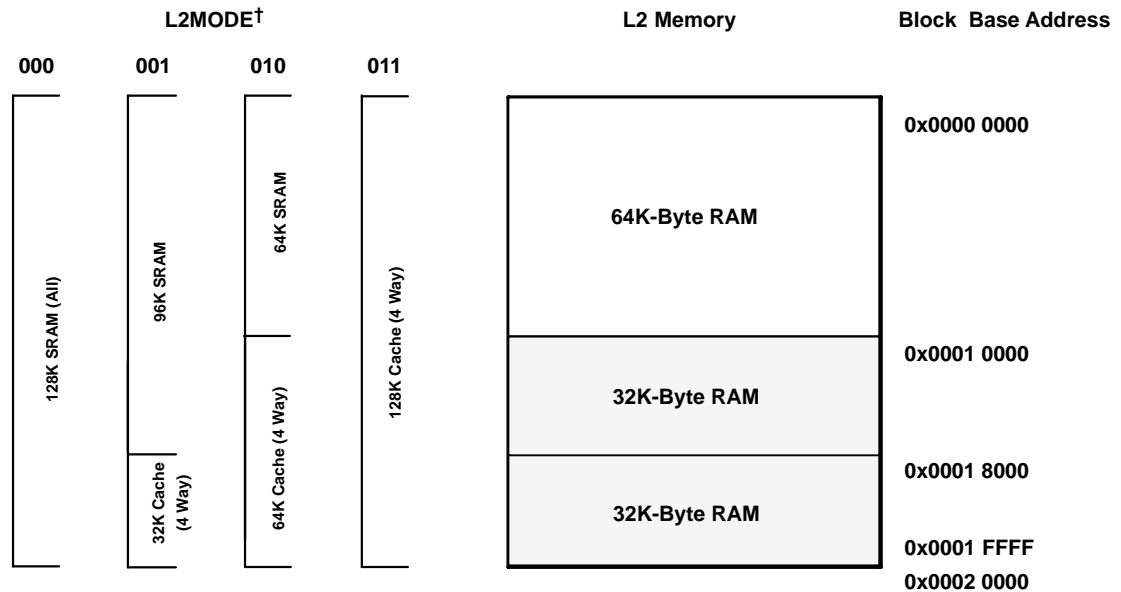 L2MODE† L2 Memory Block Base Address
000 001 010 011
0x0000 0000
128K SRAM (All)
96K SRAM
32K Cache
(4 Way)
64K SRAM
64K Cache (4 Way)
128K Cache (4 Way)
64K-Byte RAM
0x0001 0000
32K-Byte RAM
0x0001 8000
32K-Byte RAM
0x0001 FFFF
0x0002 0000